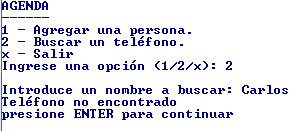 AGENDA
------
1 - Agregar una persona.
2 - Buscar un teléfono.
x - Salir
Ingrese una opción (1/2/x): 2
Introduce un nombre a buscar: Carlos
Teléfono no encontrado
presione ENTER para continuar